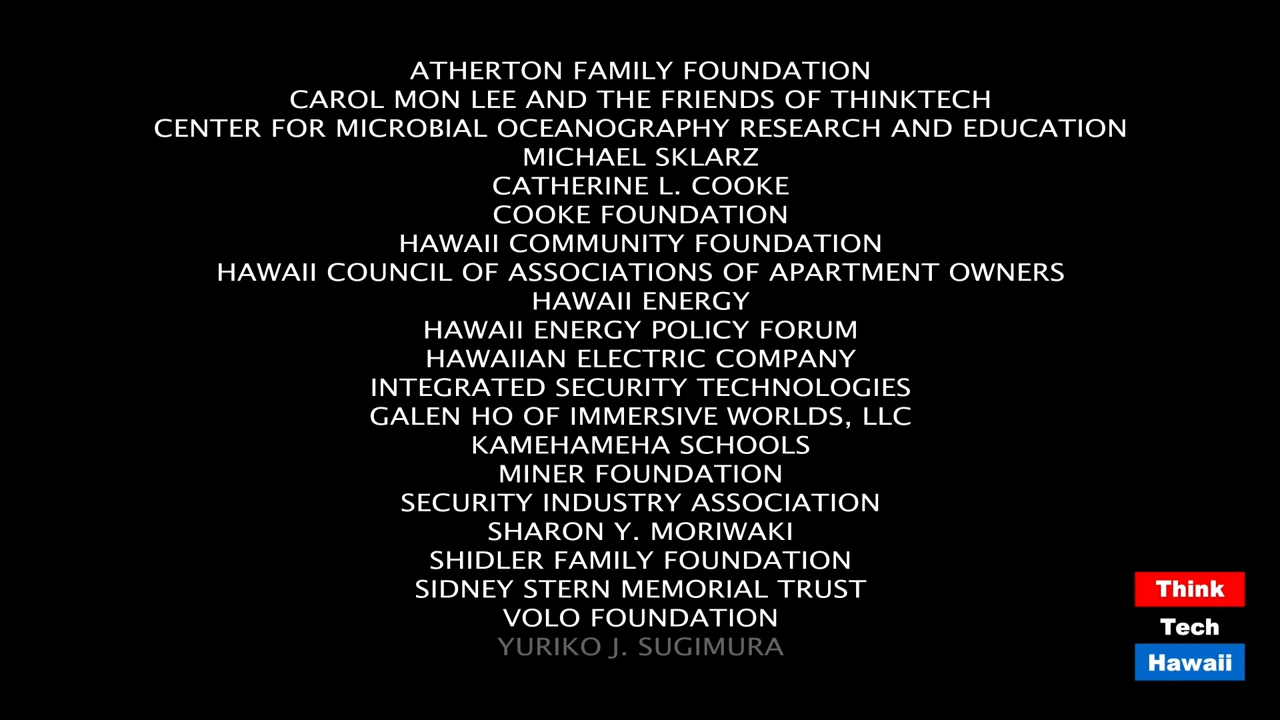 ATHERTON FAMILY FOUNDATION
CAROL MON LEE AND THE FRIENDS OF THINKTECH
CENTER FOR MICROBIAL OCEANOGRAPHY RESEARCH AND EDUCATION
MICHAEL SKLARZ
CATHERINE L. COOKE
COOKE FOUNDATION
HAWAII COMMUNITY FOUNDATION
HAWAII COUNCIL OF ASSOCIATIONS OF APARTMENT OWNERS
HAWAII ENERGY
HAWAII ENERGY POLICY FORUM
HAWAIIAN ELECTRIC COMPANY
INTEGRATED SECURITY TECHNOLOGIES
GALEN HO OF IMMERSIVE WORLDS, LLC
KAMEHAMEHA SCHOOLS
MINER FOUNDATION
SECURITY INDUSTRY ASSOCIATION
SHARON Y. MORIWAKI
SHIDLER FAMILY FOUNDATION
SIDNEY STERN MEMORIAL TRUST
VOLO FOUNDATION
YURIKO J. SUGIMURA
Think
Tech
Hawaii